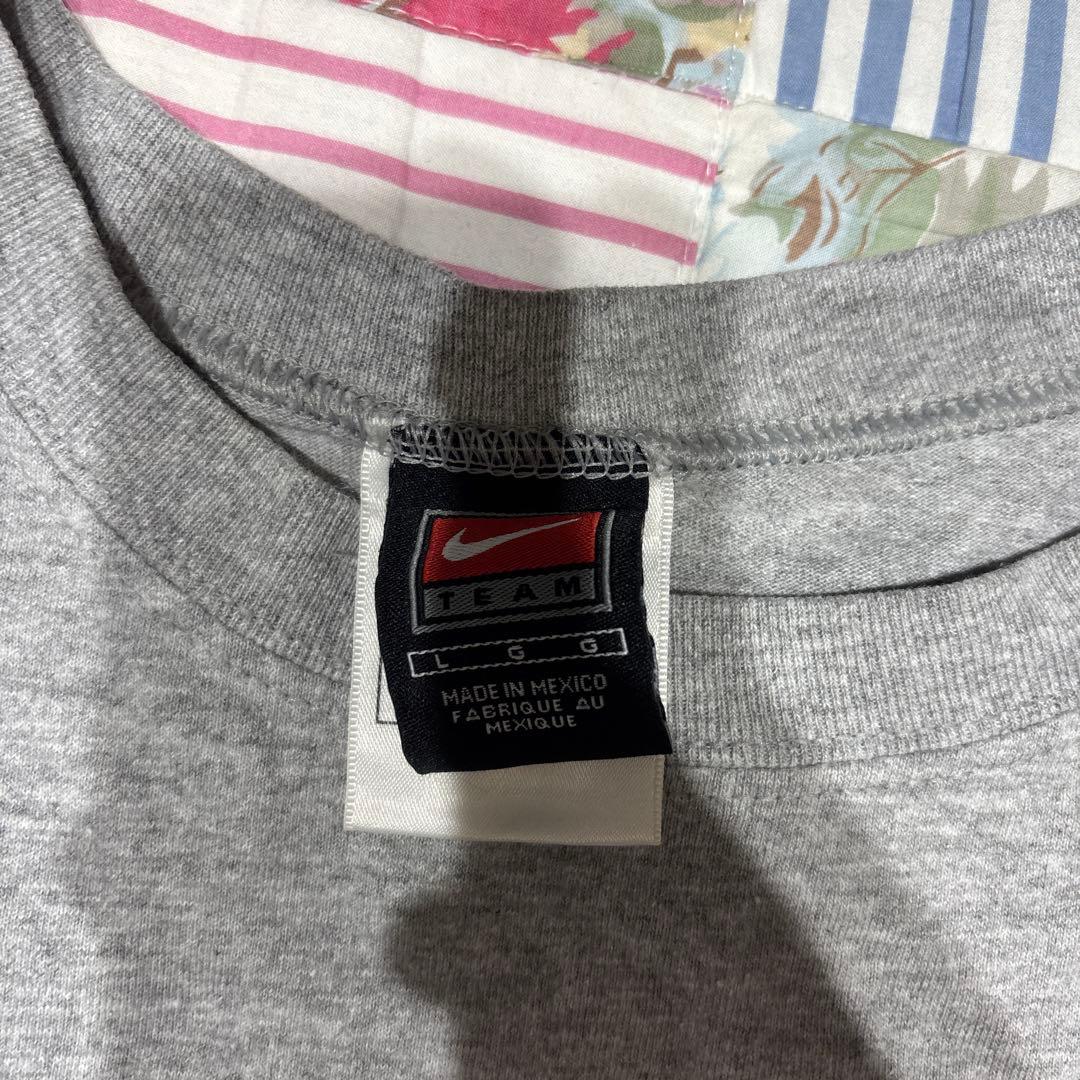 TEAM
L G G
MADE IN MEXICO
FABRIQUE AU
MEXIQUE